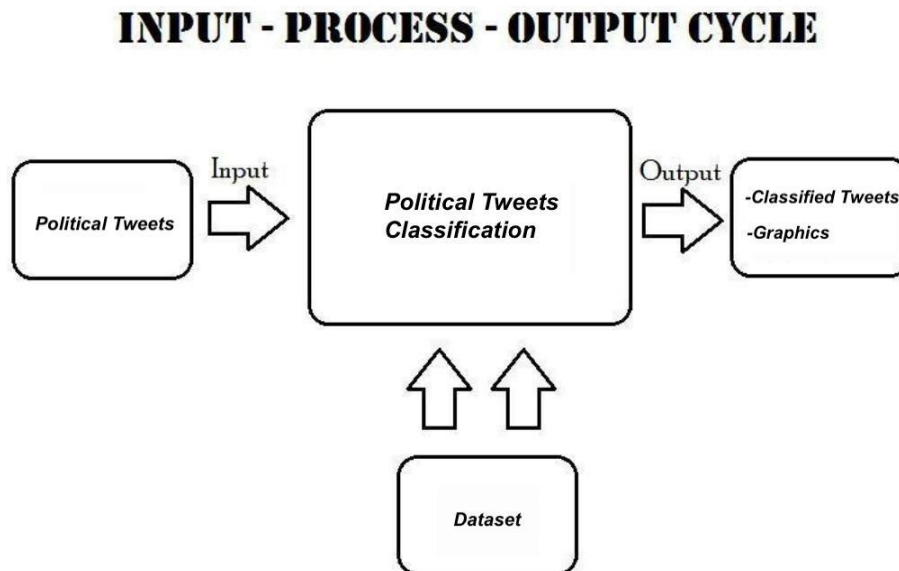 INPUT - PROCESS - OUTPUT CYCLE
Political Tweets
Input
Political Tweets
Classification
Output
-Classified Tweets
-Graphics
Dataset